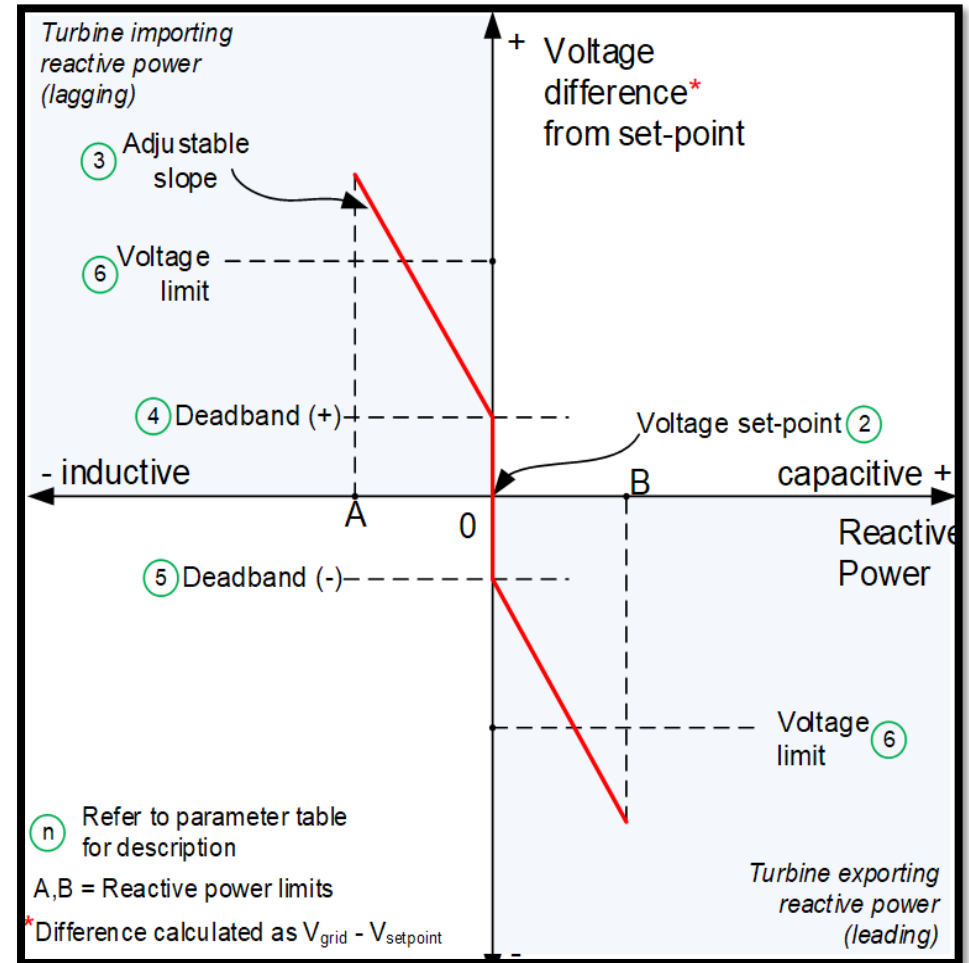 Turbine importing
reactive power
(lagging)
+ Voltage
difference*
from set-point
3 Adjustable
slope
6 Voltage
limit
4 Deadband (+)
Voltage set-point 2
- inductive
capacitive +
A
0
B
Reactive
Power
5 Deadband (-)
Voltage
limit 6
n Refer to parameter table
for description
A,B = Reactive power limits
*Difference calculated as Vgrid - Vsetpoint
Turbine exporting
reactive power
(leading)
-